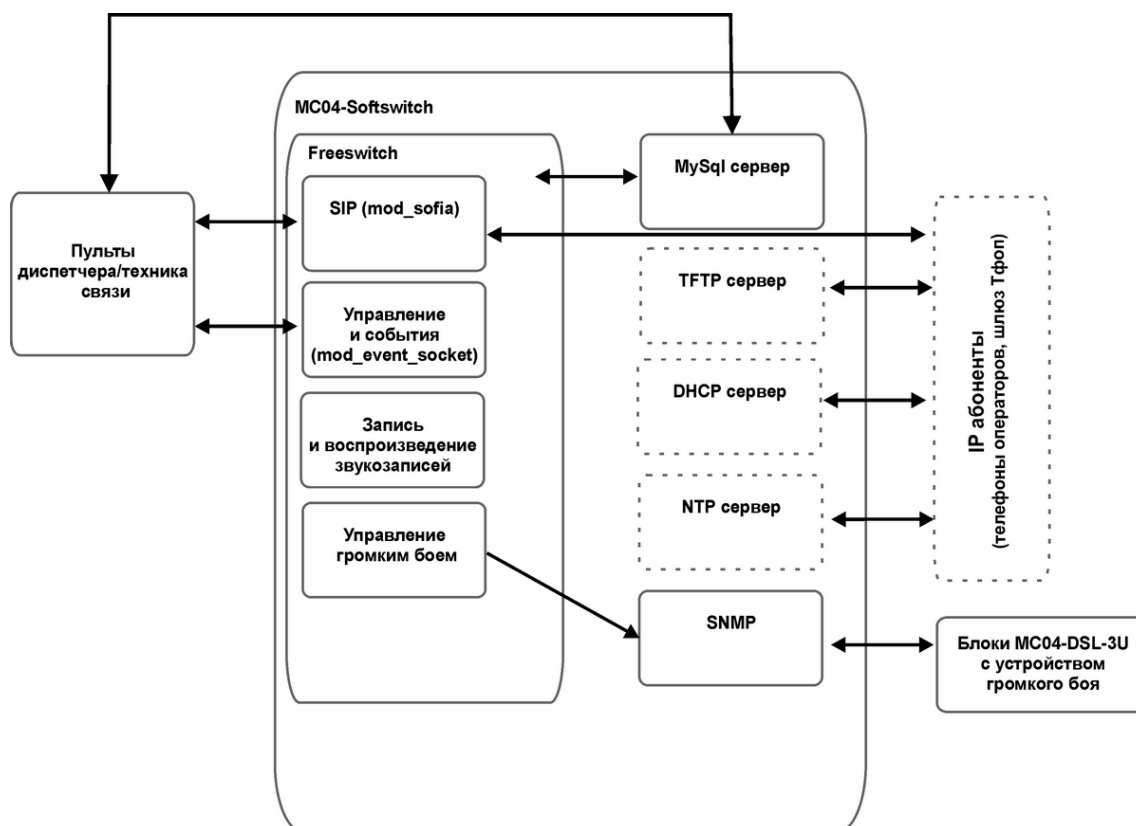 MC04-Softswitch
Freeswitch
MySql сервер
SIP (mod_sofia)
Пульты
диспетчера/техника
связи
TFTP сервер
Управление
и события
(mod_event_socket)
DHCP сервер
IP абоненты
(телефоны операторов, шлюз Тфоп)
Запись
и воспроизведение
звукозаписей
NTP сервер
Управление
громким боем
SNMP
Блоки MC04-DSL-3U
с устройством
громкого боя